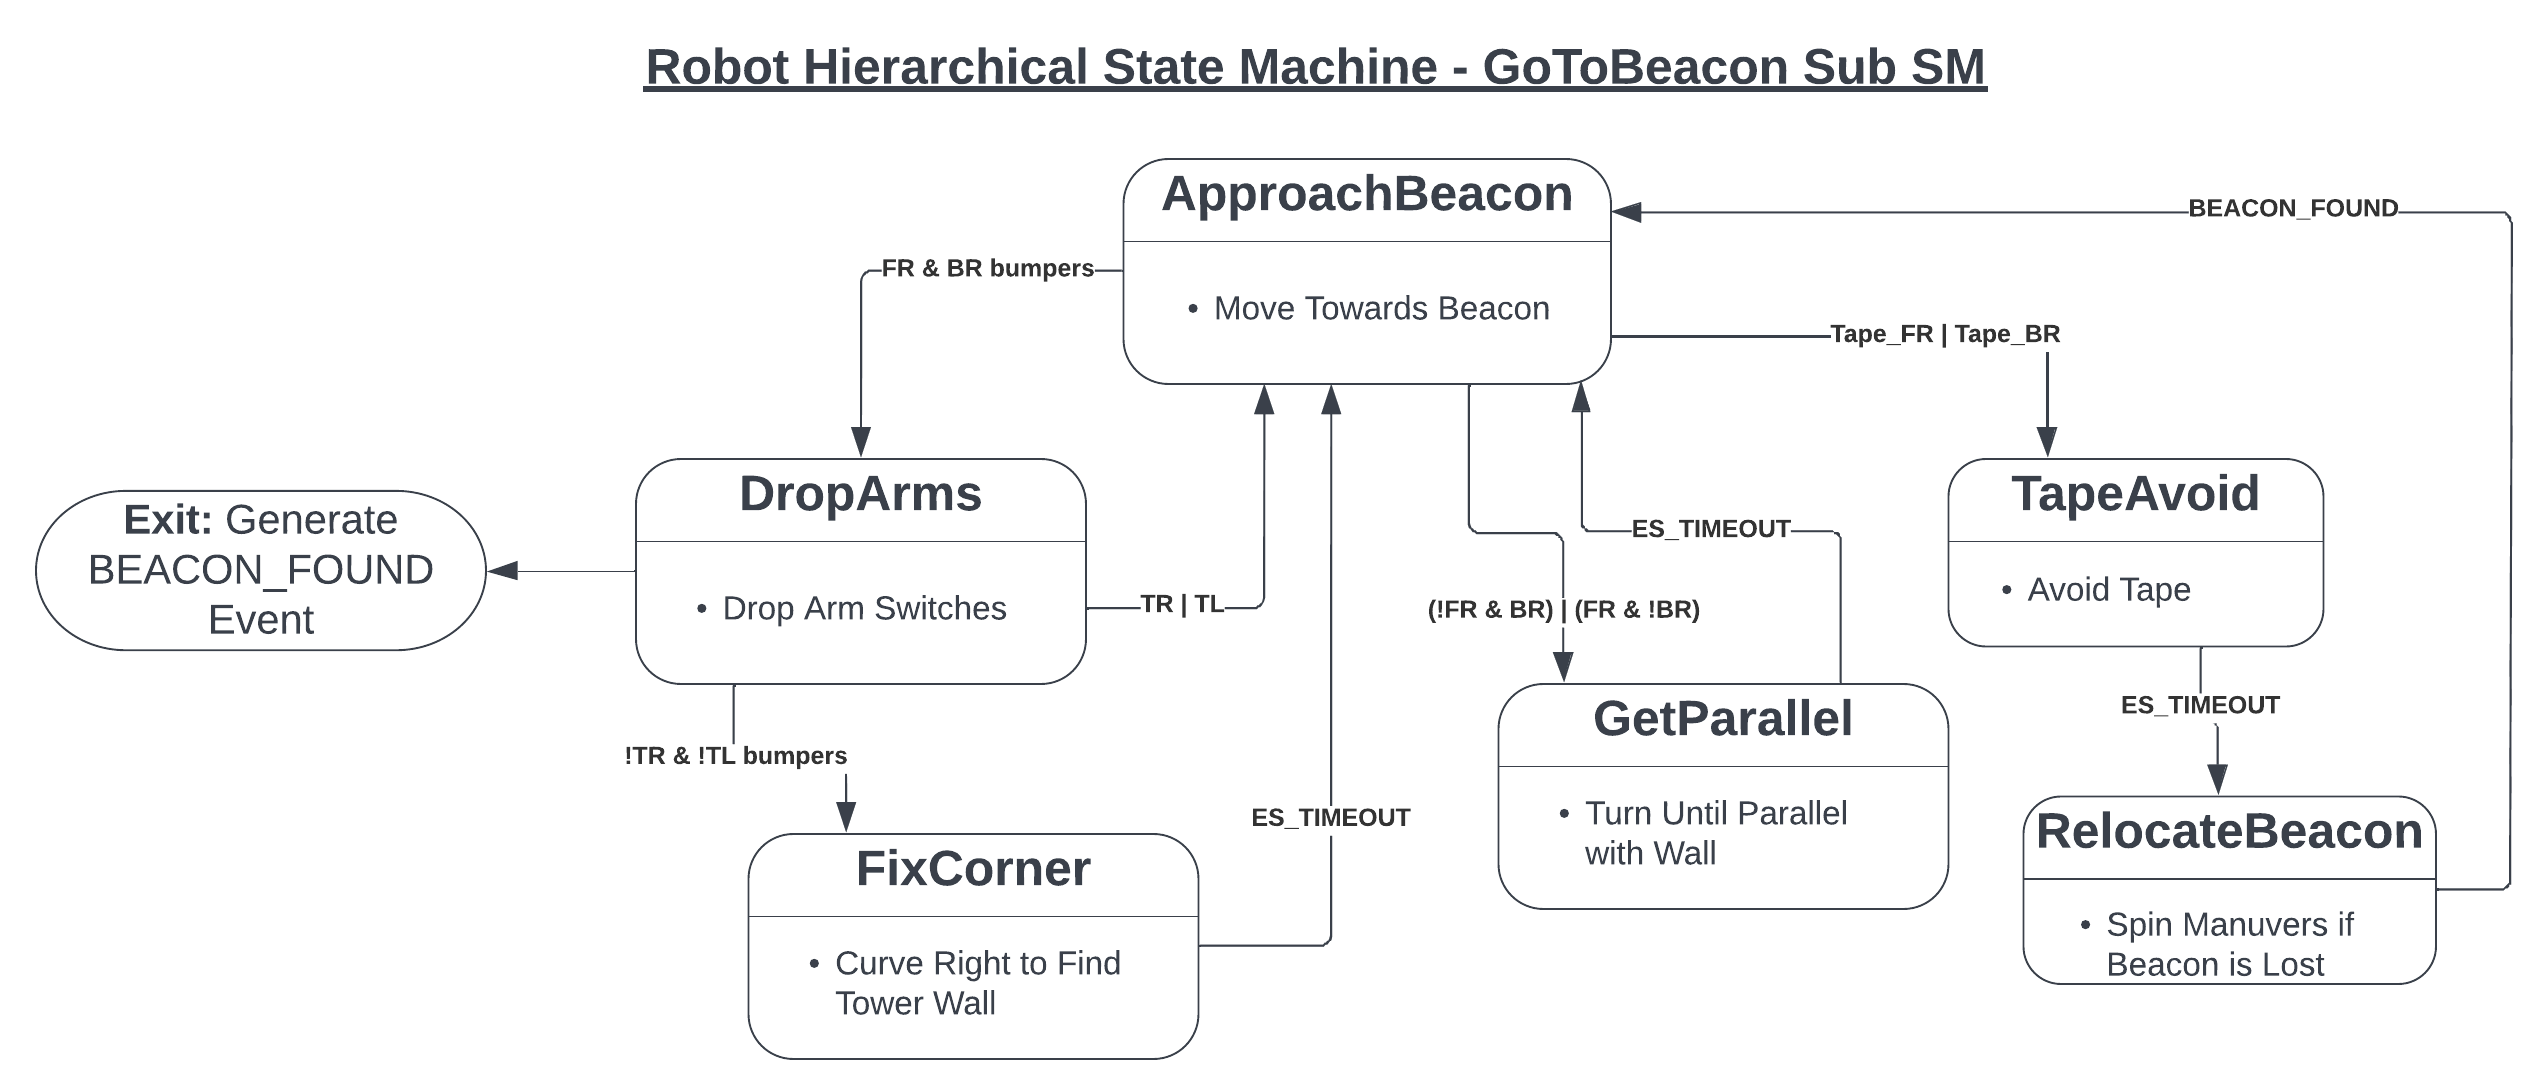 Robot Hierarchical State Machine - GoToBeacon Sub SM
ApproachBeacon
• Move Towards Beacon
BEACON_FOUND
FR & BR bumpers
Tape_FR | Tape_BR
DropArms
• Drop Arm Switches
Exit: Generate
BEACON_FOUND
Event
TR | TL
!TR & !TL bumpers
FixCorner
• Curve Right to Find
Tower Wall
ES_TIMEOUT
(!FR & BR) | (FR & !BR)
ES_TIMEOUT
GetParallel
• Turn Until Parallel
with Wall
TapeAvoid
• Avoid Tape
ES_TIMEOUT
RelocateBeacon
• Spin Manuvers if
Beacon is Lost